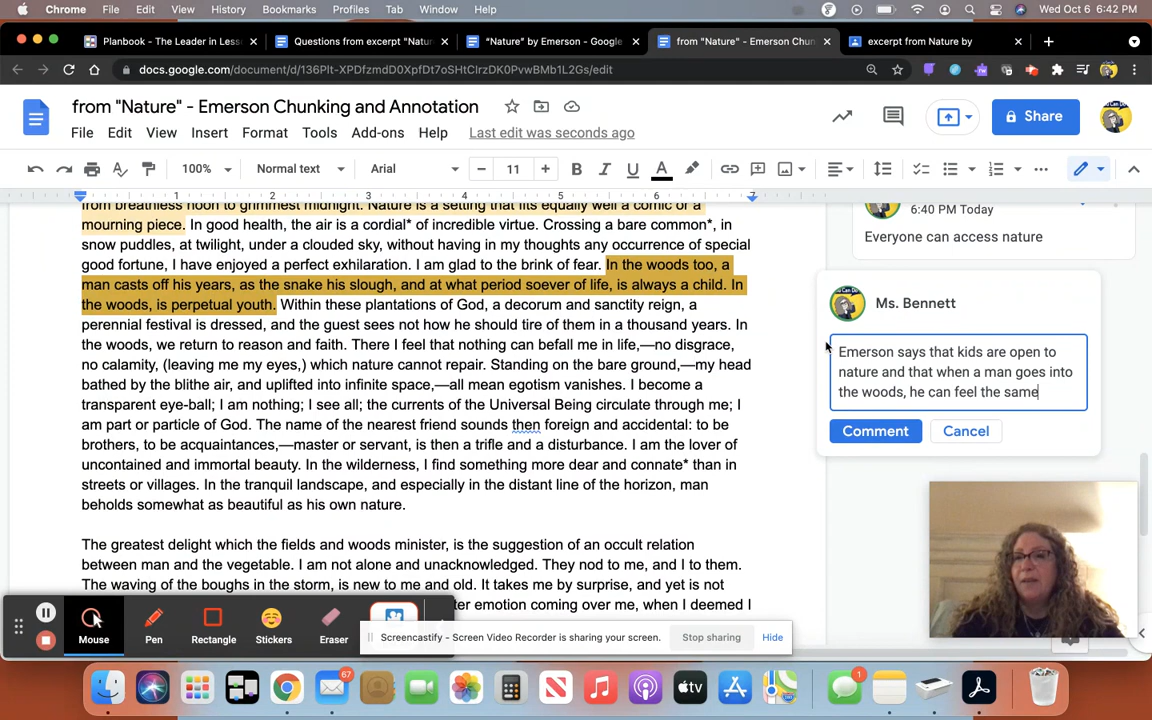 Chrome File Edit View History Bookmarks Profiles Tab Window Help Wed Oct 6 6:42 PM
Planbook - The Leader in Less Questions from excerpt "Natur "Nature" by Emerson - Google from "Nature" - Emerson Chun excerpt from Nature by
docs.google.com/document/d/136PIt-XPDfzmdD0XpfDt7oSHtClrzDK0PvwBMb1L2Gs/edit
from "Nature" - Emerson Chunking and Annotation
File Edit View Insert Format Tools Add-ons Help Last edit was seconds ago
Share
100% Normal text Arial 11
1 2 3 4 5 6 7
from breathless noon to grimmest midnight. Nature is a setting that fits equally well a comic or a
mourning piece. In good health, the air is a cordial* of incredible virtue. Crossing a bare common*, in
snow puddles, at twilight, under a clouded sky, without having in my thoughts any occurrence of special
good fortune, I have enjoyed a perfect exhilaration. I am glad to the brink of fear. In the woods too, a
man casts off his years, as the snake his slough, and at what period soever of life, is always a child. In
the woods, is perpetual youth. Within these plantations of God, a decorum and sanctity reign, a
perennial festival is dressed, and the guest sees not how he should tire of them in a thousand years. In
the woods, we return to reason and faith. There I feel that nothing can befall me in life,—no disgrace,
no calamity, (leaving me my eyes,) which nature cannot repair. Standing on the bare ground,—my head
bathed by the blithe air, and uplifted into infinite space,—all mean egotism vanishes. I become a
transparent eye-ball; I am nothing; I see all; the currents of the Universal Being circulate through me; I
am part or particle of God. The name of the nearest friend sounds then foreign and accidental: to be
brothers, to be acquaintances,—master or servant, is then a trifle and a disturbance. I am the lover of
uncontained and immortal beauty. In the wilderness, I find something more dear and connate* than in
streets or villages. In the tranquil landscape, and especially in the distant line of the horizon, man
beholds somewhat as beautiful as his own nature.
The greatest delight which the fields and woods minister, is the suggestion of an occult relation
between man and the vegetable. I am not alone and unacknowledged. They nod to me, and I to them.
The waving of the boughs in the storm, is new to me and old. It takes me by surprise, and yet is not
ter emotion coming over me, when I deemed I
6:40 PM Today
Everyone can access nature
Ms. Bennett
Emerson says that kids are open to
nature and that when a man goes into
the woods, he can feel the same
Comment Cancel
Mouse Pen Rectangle Stickers Eraser
Screencastify - Screen Video Recorder is sharing your screen. Stop sharing Hide
67
1